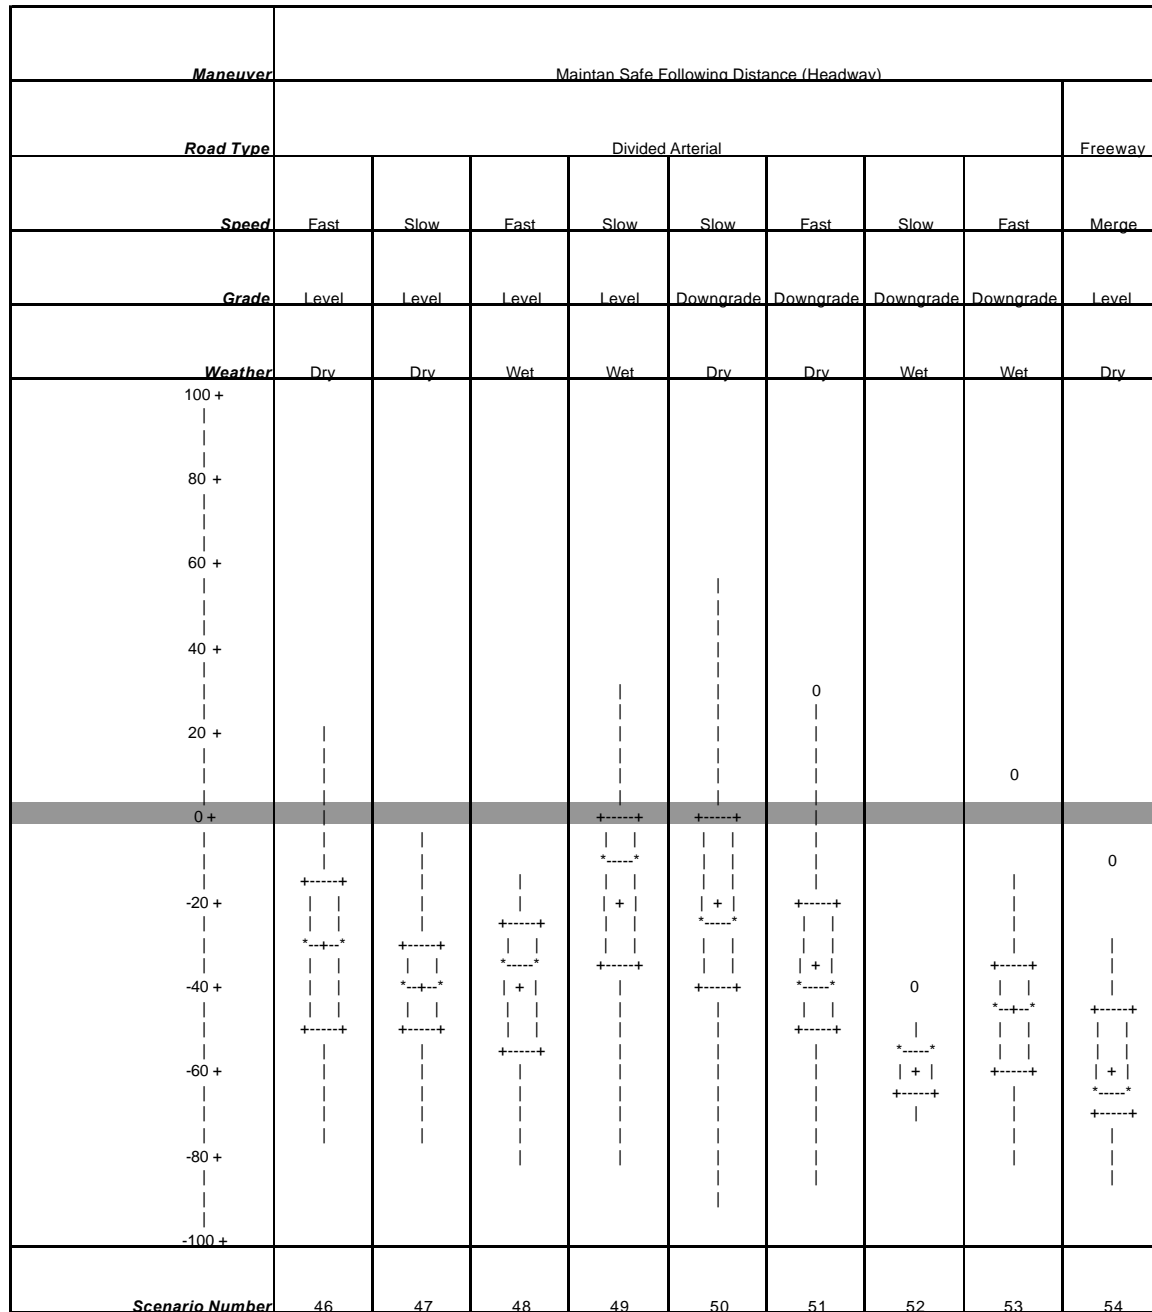 Maneuver Maintan Safe Following Distance (Headway)
Road Type Divided Arterial Freeway
Speed Fast Slow Fast Slow Slow Fast Slow Fast Merge
Grade Level Level Level Level Downgrade Downgrade Downgrade Downgrade Level
Weather Dry Dry Wet Wet Dry Dry Wet Wet Dry
100 +
80 +
60 +
40 +
0
20 +
0
0 +
0
-20 +
-40 +
0
-60 +
-80 +
-100 +
Scenario Number 46 47 48 49 50 51 52 53 54